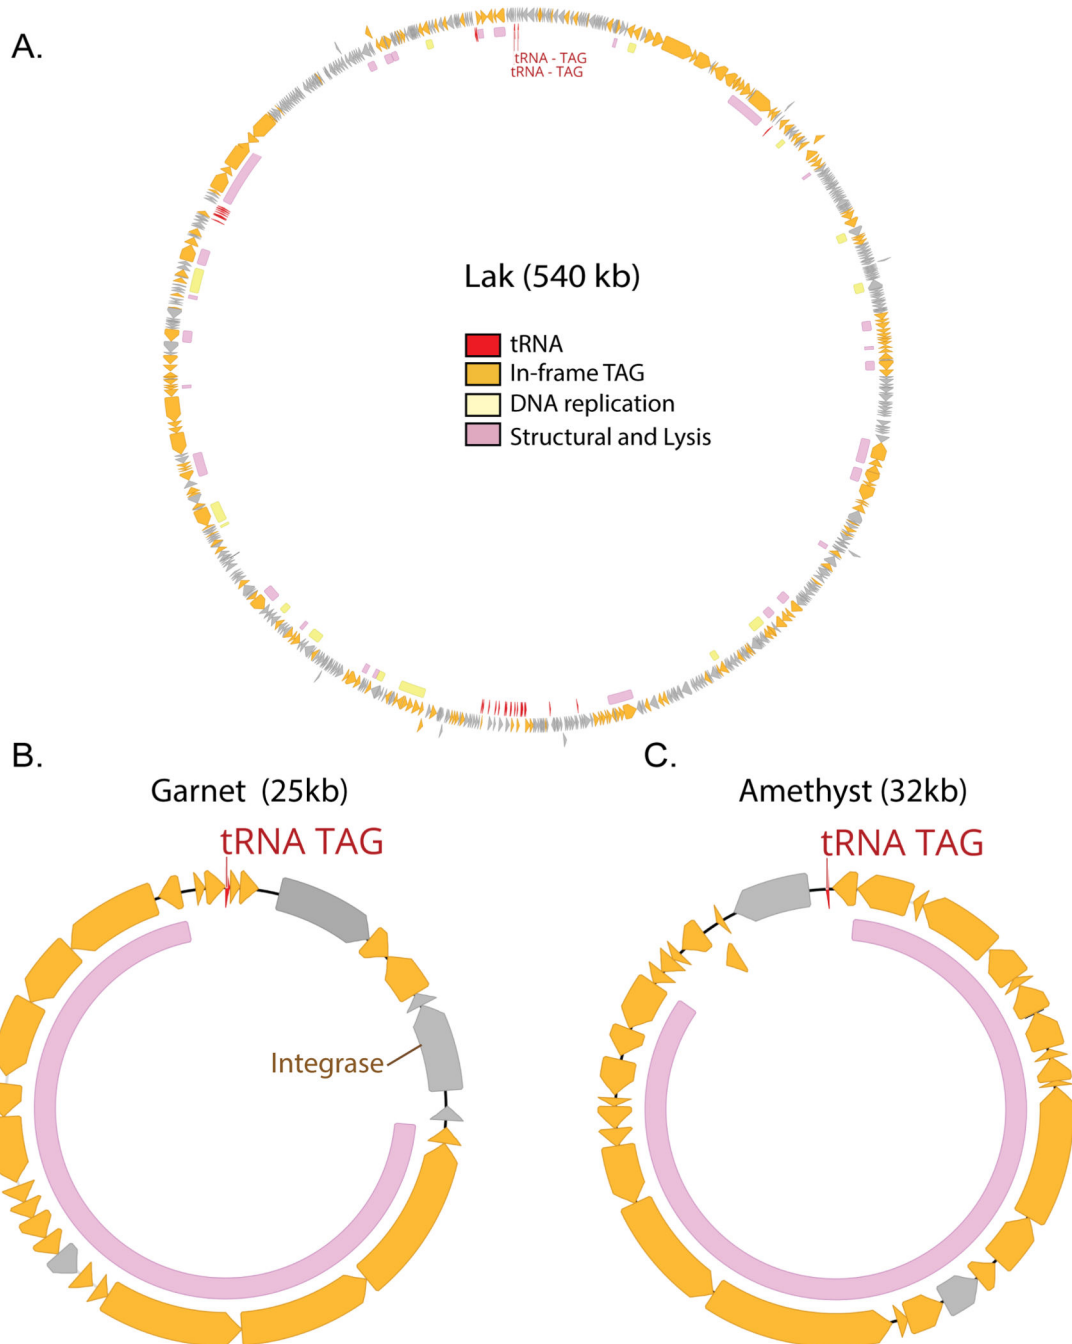 A.
tRNA - TAG
tRNA - TAG
Lak (540 kb)
tRNA
In-frame TAG
DNA replication
Structural and Lysis
B.
Garnet (25kb)
tRNA TAG
Integrase
C.
Amethyst (32kb)
tRNA TAG